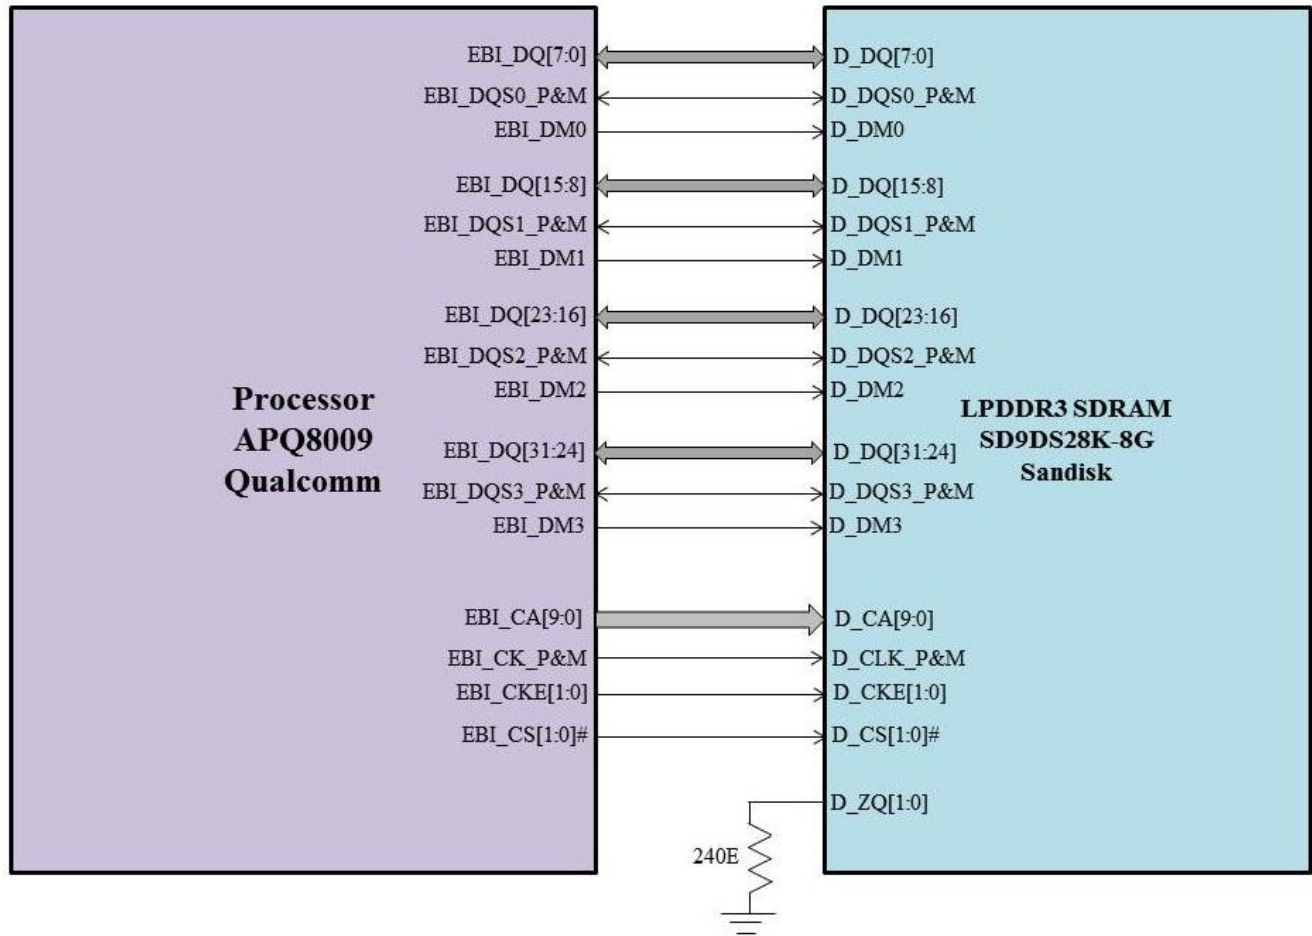 EBI_DQ[7:0] D_DQ[7:0]
EBI_DQS0_P&M D_DQS0_P&M
EBI_DM0 D_DM0
EBI_DQ[15:8] D_DQ[15:8]
EBI_DQS1_P&M D_DQS1_P&M
EBI_DM1 D_DM1
EBI_DQ[23:16] D_DQ[23:16]
EBI_DQS2_P&M D_DQS2_P&M
EBI_DM2 D_DM2
Processor
APQ8009
Qualcomm
LPDDR3 SDRAM
SD9DS28K-8G
Sandisk
EBI_DQ[31:24] D_DQ[31:24]
EBI_DQS3_P&M D_DQS3_P&M
EBI_DM3 D_DM3
EBI_CA[9:0] D_CA[9:0]
EBI_CK_P&M D_CLK_P&M
EBI_CKE[1:0] D_CKE[1:0]
EBI_CS[1:0]# D_CS[1:0]#
D_ZQ[1:0]
240E